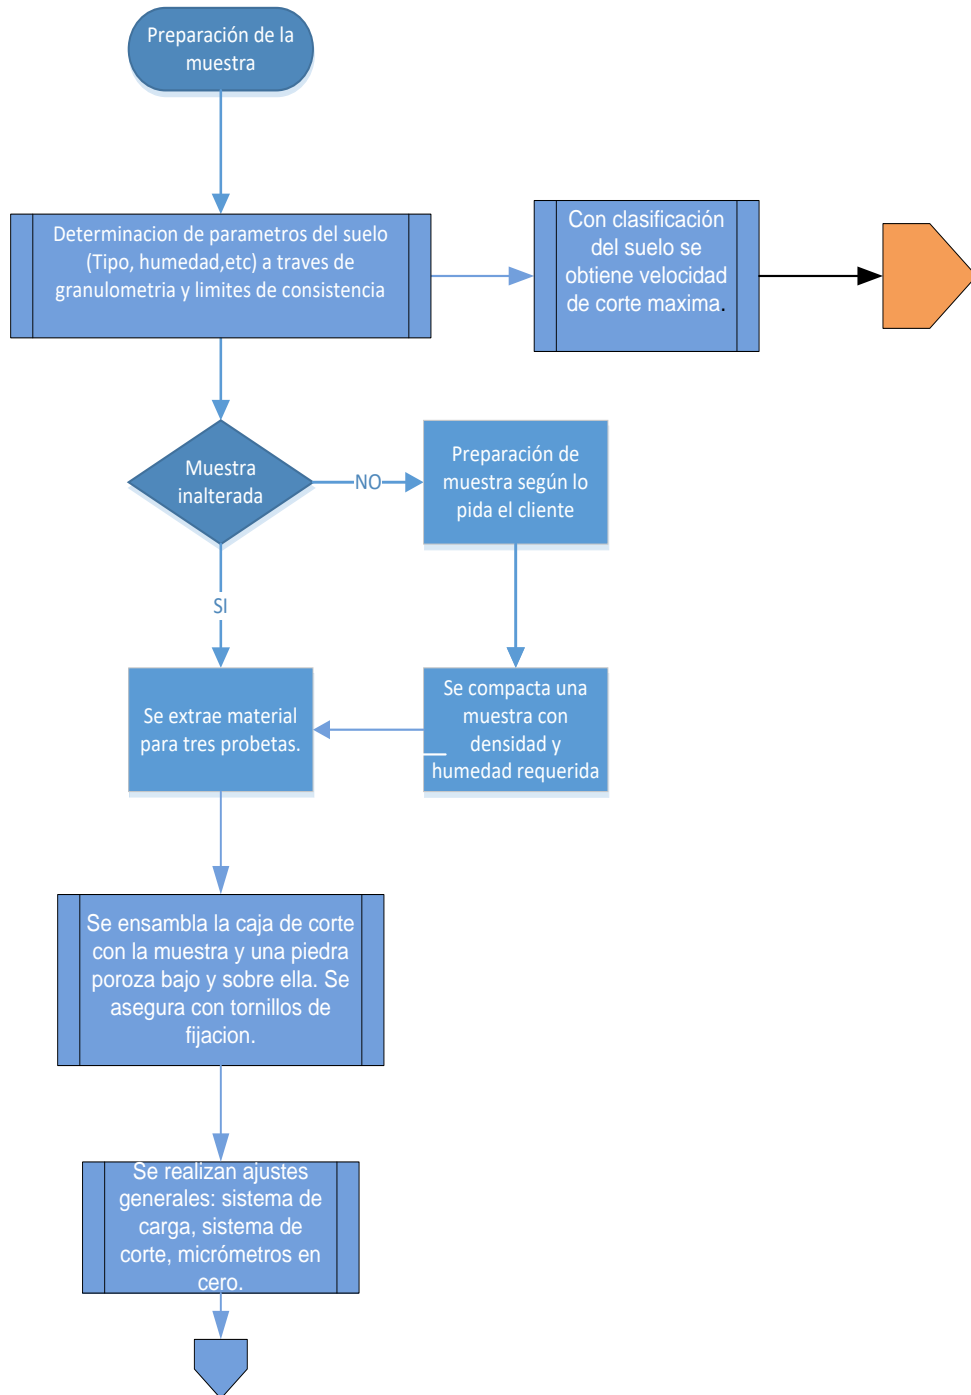 Preparación de la
muestra
Determinacion de parametros del suelo
(Tipo, humedad,etc) a traves de
granulometria y limites de consistencia
Con clasificación
del suelo se
obtiene velocidad
de corte maxima.
Muestra
inalterada
NO
Preparación de
muestra según lo
pida el cliente
SI
Se extrae material
para tres probetas.
Se compacta una
muestra con
densidad y
humedad requerida
Se ensambla la caja de corte
con la muestra y una piedra
poroza bajo y sobre ella. Se
asegura con tornillos de
fijacion.
Se realizan ajustes
generales: sistema de
carga, sistema de
corte, micrómetros en
cero.